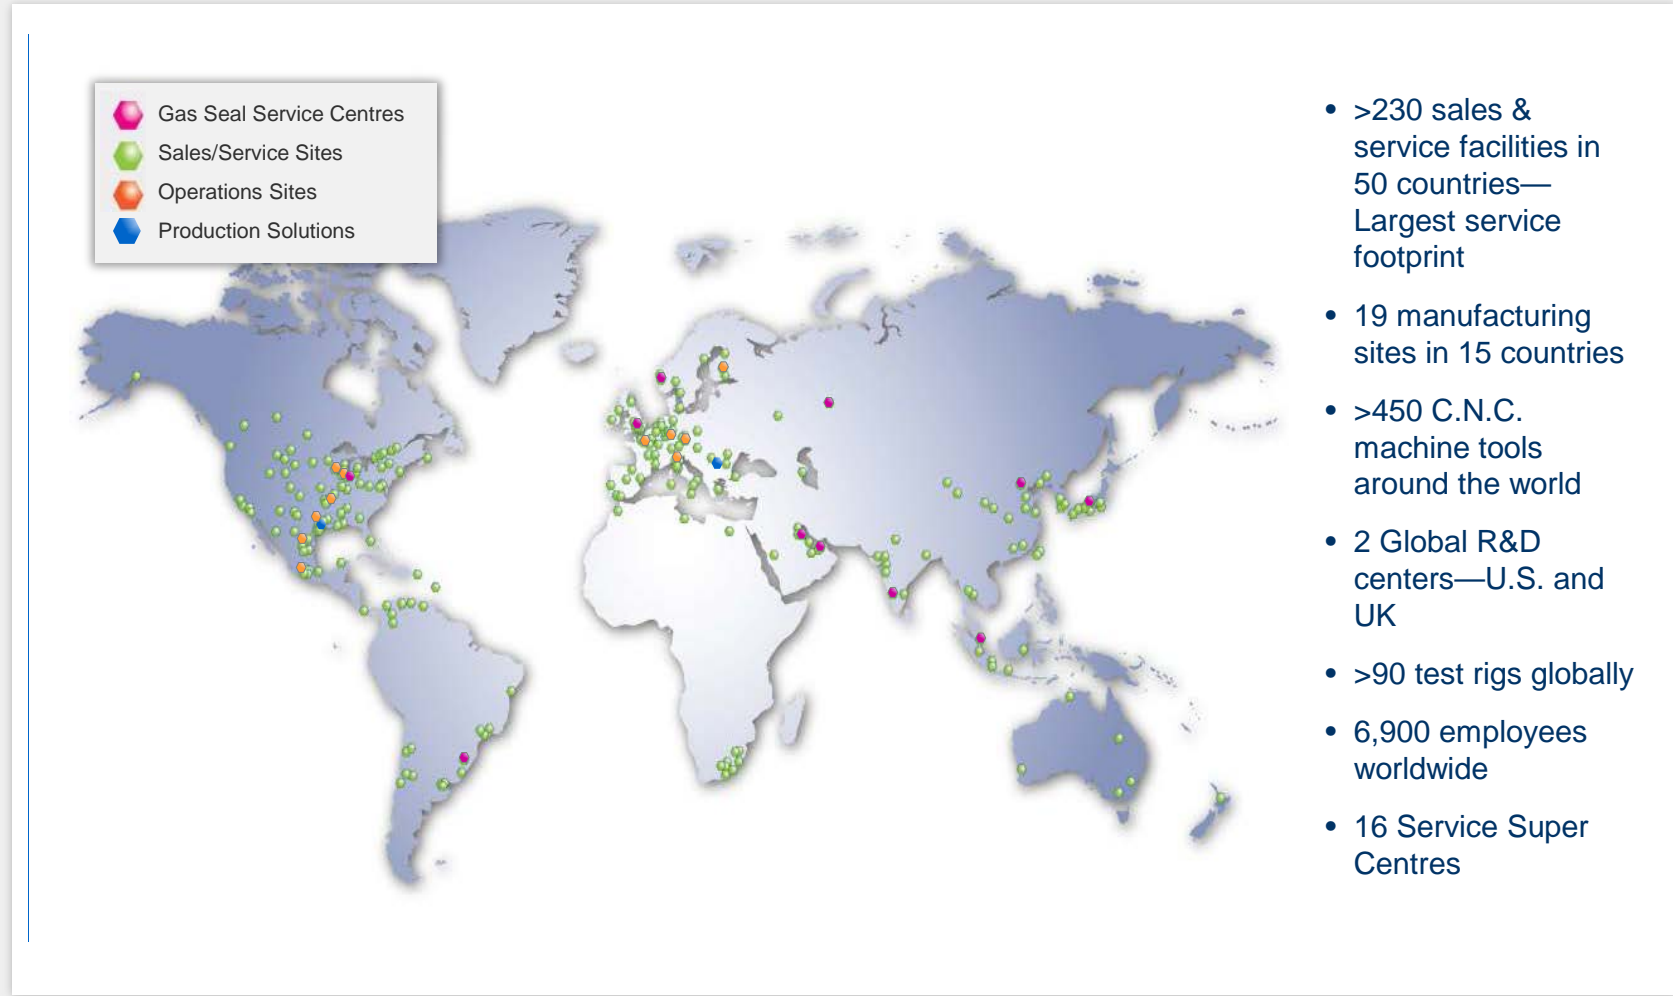 Gas Seal Service Centres
Sales/Service Sites
Operations Sites
Production Solutions
• >230 sales &
service facilities in
50 countries—
Largest service
footprint
• 19 manufacturing
sites in 15 countries
• >450 C.N.C.
machine tools
around the world
• 2 Global R&D
centers—U.S. and
UK
• >90 test rigs globally
• 6,900 employees
worldwide
• 16 Service Super
Centres